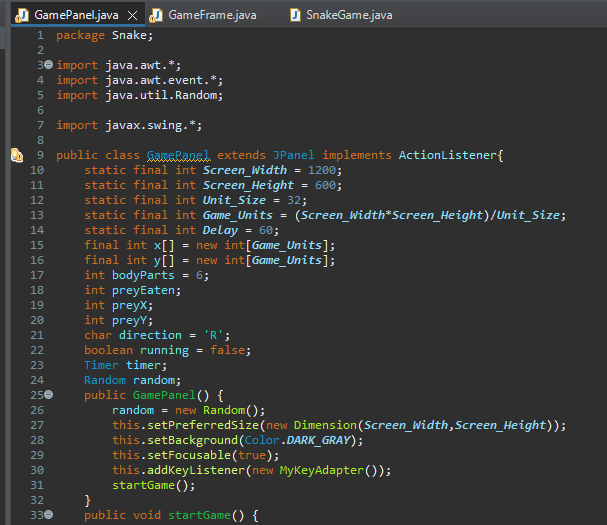 GamePanel.java GameFrame.java SnakeGame.java
1 package Snake;
2
3 import java.awt.*;
4 import java.awt.event.*;
5 import java.util.Random;
6
7 import javax.swing.*;
8
9 public class GamePanel extends JPanel implements ActionListener{
10 static final int Screen_Width = 1200;
11 static final int Screen_Height = 600;
12 static final int Unit_Size = 32;
13 static final int Game_Units = (Screen_Width*Screen_Height)/Unit_Size;
14 static final int Delay = 60;
15 final int x[] = new int[Game_Units];
16 final int y[] = new int[Game_Units];
17 int bodyParts = 6;
18 int preyEaten;
19 int preyX;
20 int preyY;
21 char direction = 'R';
22 boolean running = false;
23 Timer timer;
24 Random random;
25 public GamePanel() {
26 random = new Random();
27 this.setPreferredSize(new Dimension(Screen_Width,Screen_Height));
28 this.setBackground(Color.DARK_GRAY);
29 this.setFocusable(true);
30 this.addKeyListener(new MyKeyAdapter());
31 startGame();
32 }
33 public void startGame() {